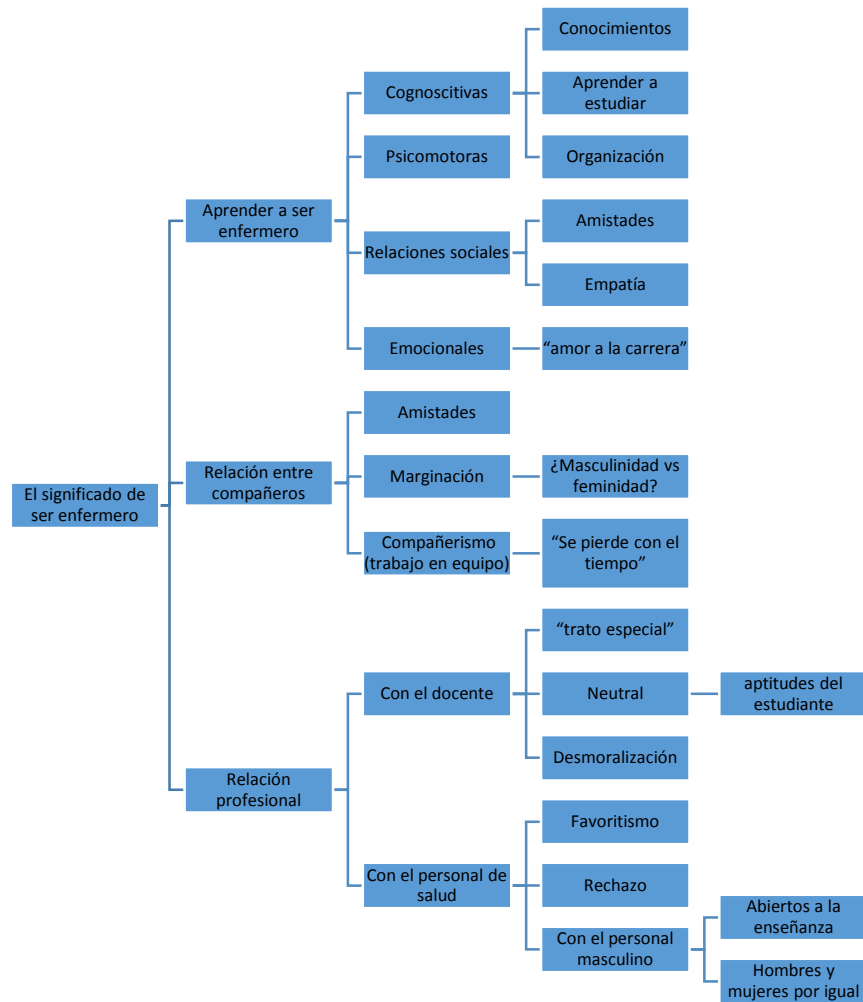 El significado de
ser enfermero
Aprender a ser
enfermero
Cognoscitivas
Conocimientos
Aprender a
estudiar
Organización
Psicomotoras
Relaciones sociales
Amistades
Empatía
Emocionales
“amor a la carrera”
Relación entre
compañeros
Amistades
Marginación
¿Masculinidad vs
feminidad?
Compañerismo
(trabajo en equipo)
“Se pierde con el
tiempo”
Relación
profesional
Con el docente
“trato especial”
Neutral
aptitudes del
estudiante
Desmoralización
Con el personal de
salud
Favoritismo
Rechazo
Con el personal
masculino
Abiertos a la
enseñanza
Hombres y
mujeres por igual